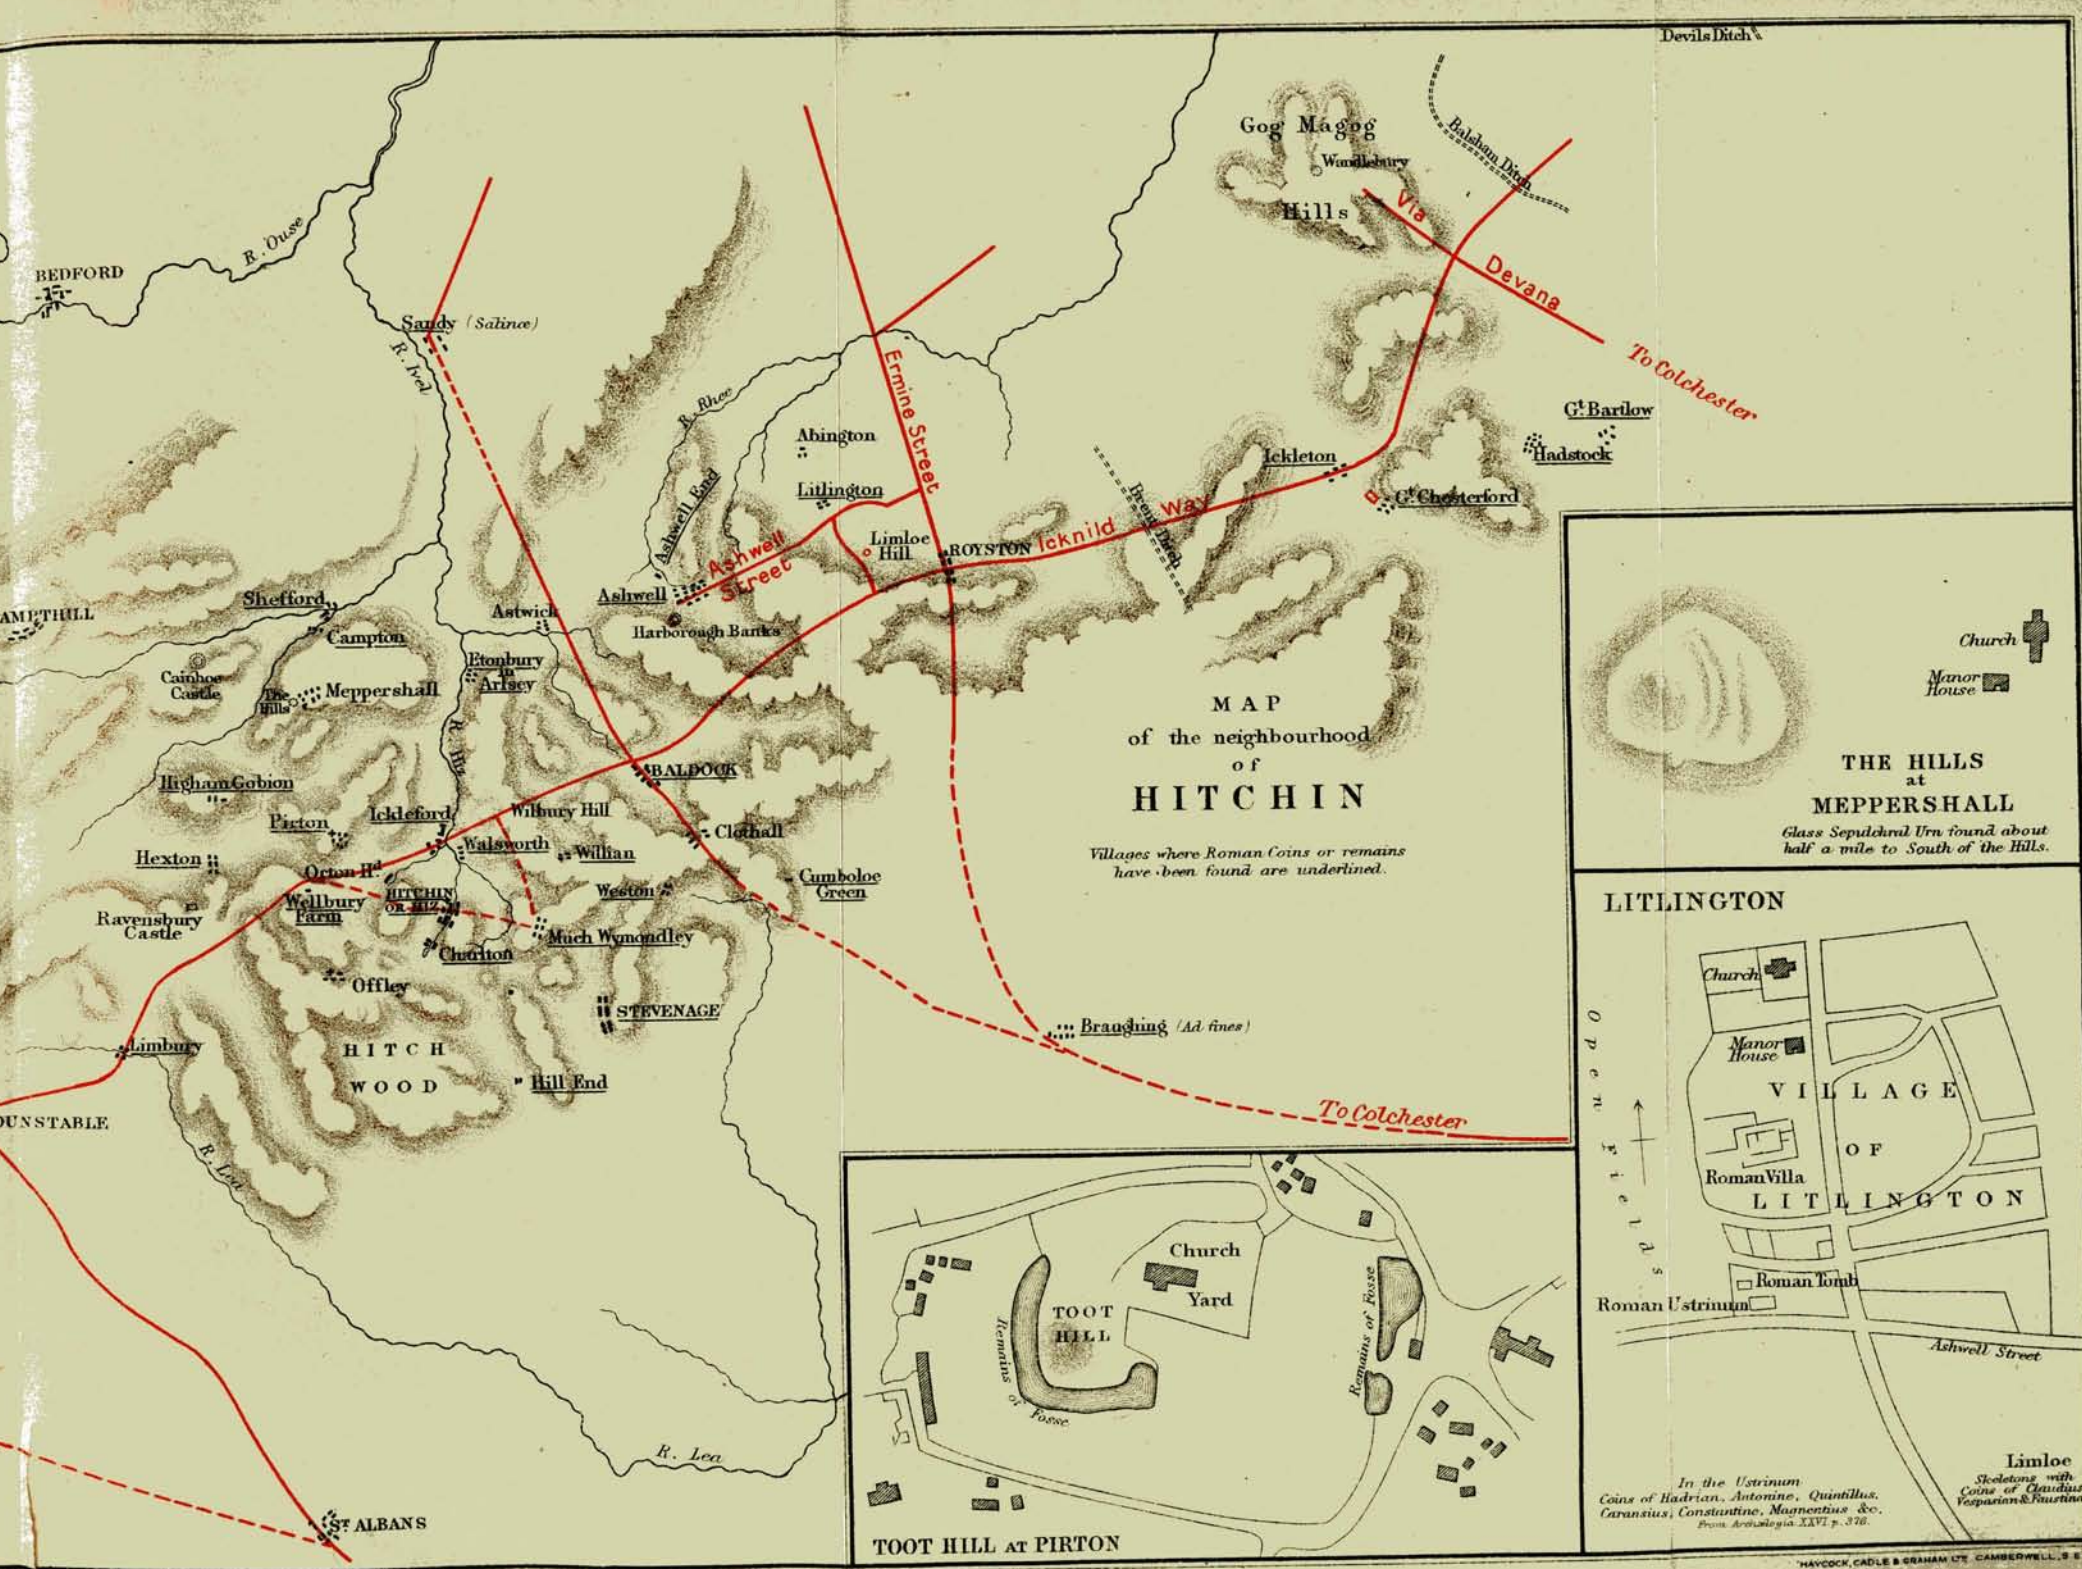 Devils Ditch
Gog Magog
Wandlebury
Hills
Balsham Ditch
Via
Devana
To Colchester
BEDFORD
R. Ouse
Sandy (Salinæ)
R. Ivel
Ermine Street
R. Rhee
Abington
Litlington
Ashwell End
Ashwell
Street
Limloe
Hill
ROYSTON
Icknild Way
Brent Ditch
Ickleton
Gt. Chesterford
Gt. Bartlow
Hadstock
AMPTHILL
Shefford
Campton
Astwick
Ashwell
Harborough Banks
Cainhoe
Castle
The
Hills
Meppershall
Etonbury
in
Arlsey
R. Hiz
Higham Gobion
BALDOCK
Pirton
Ickleford
Wilbury Hill
Walsworth
Willian
Clothall
Hexton
Orton Hd.
HITCHIN
OR HIZ
Weston
Cumboloe
Green
Wellbury
Farm
Ravensbury
Castle
Much Wymondley
Charlton
Offley
STEVENAGE
Limbury
HITCH
WOOD
Hill End
Braughing (Ad fines)
To Colchester
DUNSTABLE
R. Lea
R. Lea
ST. ALBANS
MAP
of the neighbourhood
of
HITCHIN
Villages where Roman Coins or remains
have been found are underlined.
Church
Manor
House
THE HILLS
at
MEPPERSHALL
Glass Sepulchral Urn found about
half a mile to South of the Hills.
LITLINGTON
Church
Manor
House
Open Fields
VILLAGE
OF
LITLINGTON
Roman Villa
Roman Tomb
Roman Ustrinum
Ashwell Street
Limloe
Skeletons with
Coins of Claudius
Vespasian & Faustina
In the Ustrinum
Coins of Hadrian, Antonine, Quintillus,
Carausius, Constantine, Magnentius &c.
From Archæologia XXVI p. 376.
Church
Yard
TOOT
HILL
Remains of Fosse
Remains of Fosse
TOOT HILL AT PIRTON
HAYCOCK, CADLE & GRAHAM LTD CAMBERWELL, S.E.